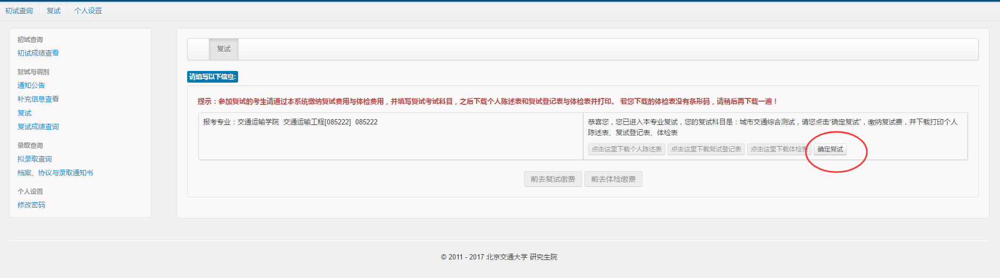 初试查询 复试 个人设置
初试查询
初试成绩查看
复试与调剂
通知公告
补充信息查看
复试
复试成绩查询
录取查询
拟录取查询
档案、协议与录取通知书
个人设置
修改密码
复试
请填写以下信息:
提示：参加复试的考生请通过本系统缴纳复试费用与体检费用，并填写复试考试科目，之后下载个人陈述表和复试登记表与体检表并打印。 若您下载的体检表没有条形码，请稍后再下载一遍！
报考专业：交通运输学院 交通运输工程[085222] 085222
恭喜您，您已进入本专业复试，您的复试科目是：城市交通综合测试，请您点击“确定复试”，缴纳复试费，并下载打印个人
陈述表、复试登记表、体检表
点击这里下载个人陈述表 点击这里下载复试登记表 点击这里下载体检表 确定复试
前去复试缴费 前去体检缴费
© 2011 - 2017 北京交通大学 研究生院